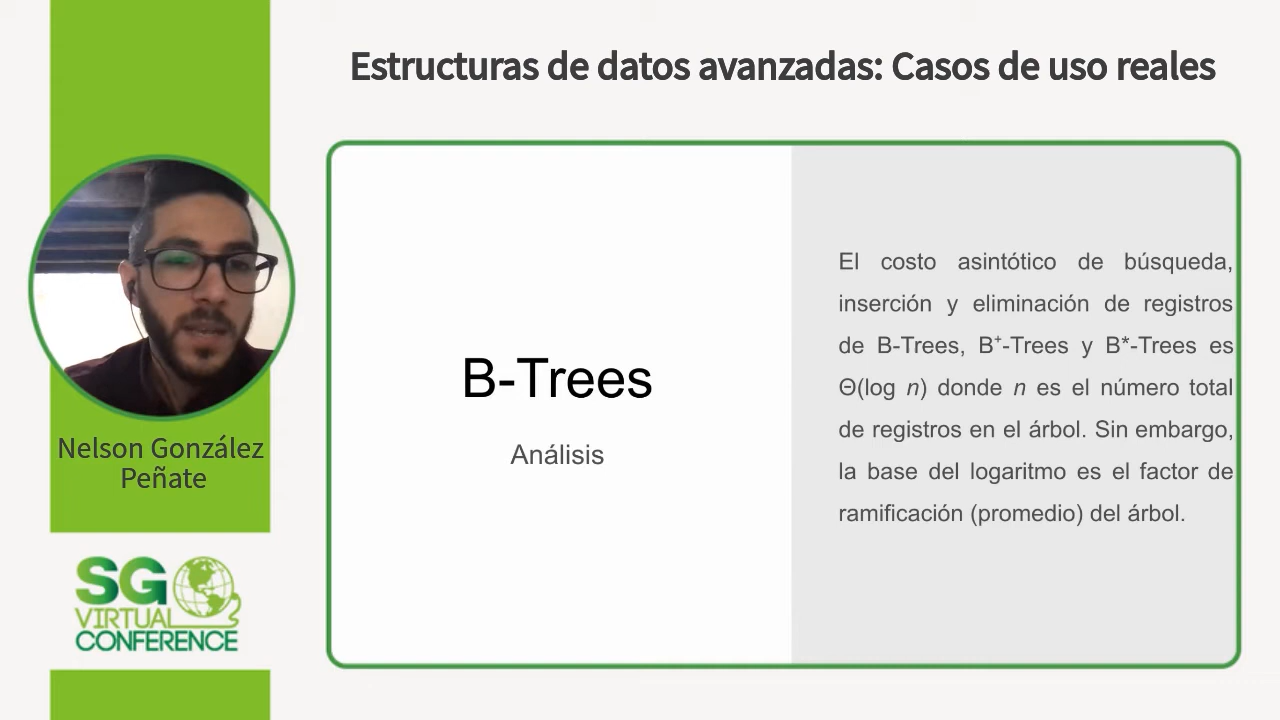 Estructuras de datos avanzadas: Casos de uso reales
Nelson González
Peñate
SG
VIRTUAL
CONFERENCE
B-Trees
Análisis
El costo asintótico de búsqueda,
inserción y eliminación de registros
de B-Trees, B⁺-Trees y B*-Trees es
Θ(log n) donde n es el número total
de registros en el árbol. Sin embargo,
la base del logaritmo es el factor de
ramificación (promedio) del árbol.